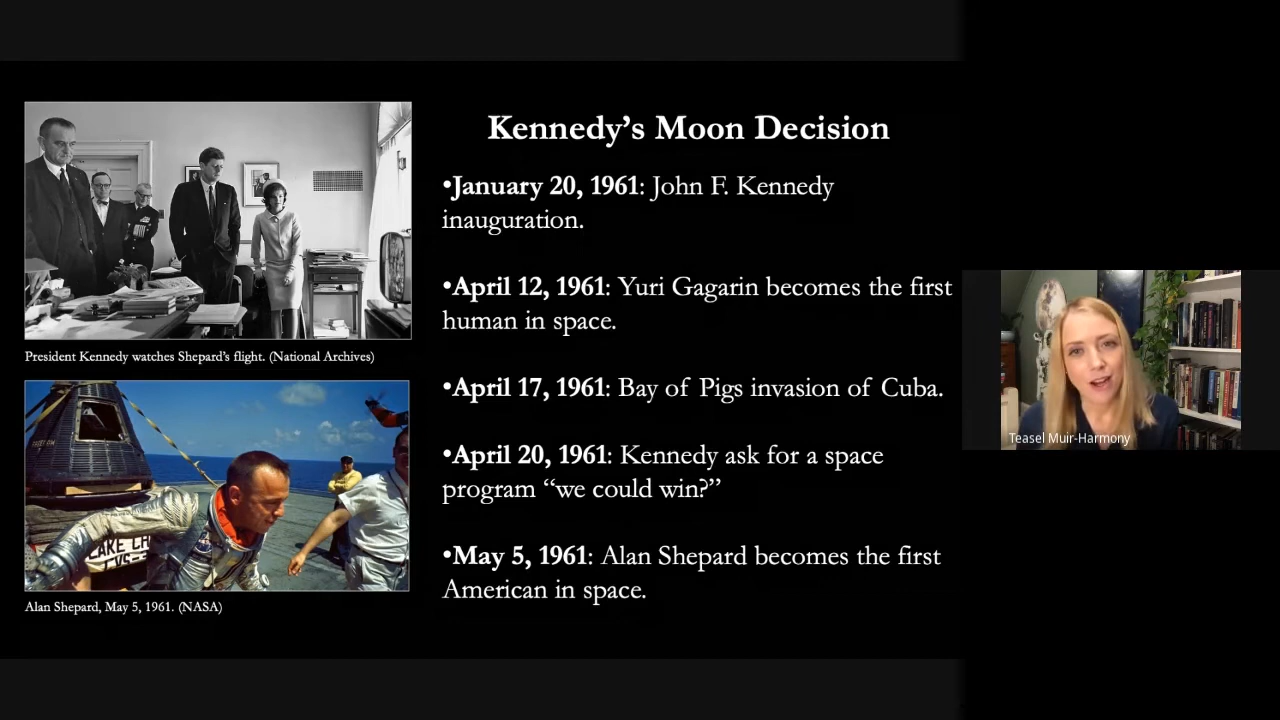 Kennedy’s Moon Decision
•January 20, 1961: John F. Kennedy
inauguration.
•April 12, 1961: Yuri Gagarin becomes the first
human in space.
•April 17, 1961: Bay of Pigs invasion of Cuba.
•April 20, 1961: Kennedy ask for a space
program “we could win?”
•May 5, 1961: Alan Shepard becomes the first
American in space.
President Kennedy watches Shepard’s flight. (National Archives)
LAKE CH
Alan Shepard, May 5, 1961. (NASA)
Teasel Muir-Harmony